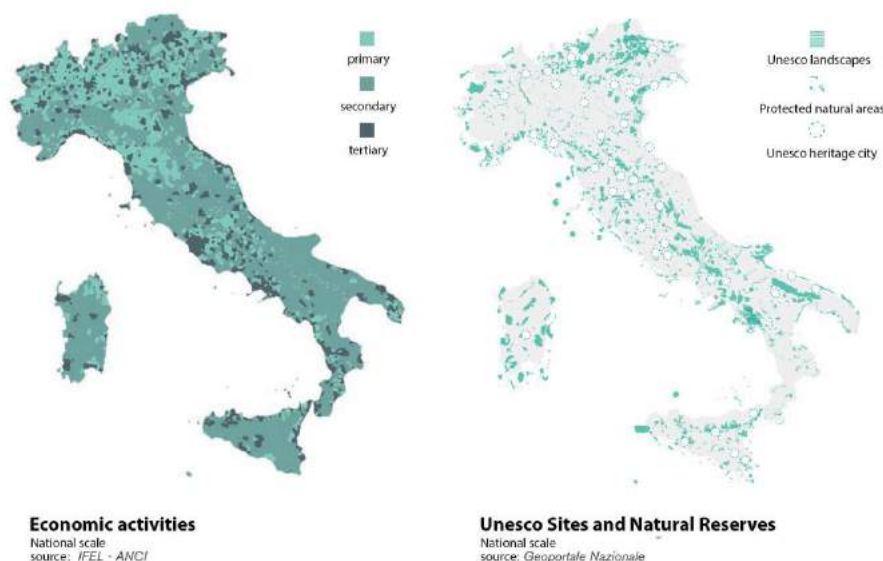 primary
secondary
tertiary
Economic activities
National scale
source: IFEL - ANCI
Unesco landscapes
Protected natural areas
Unesco heritage city
Unesco Sites and Natural Reserves
National scale
source: Geoportale Nazionale